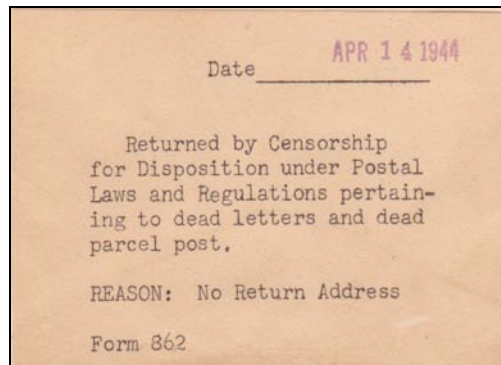 Date APR 14 1944
Returned by Censorship
for Disposition under Postal
Laws and Regulations pertain-
ing to dead letters and dead
parcel post.
REASON: No Return Address
Form 862